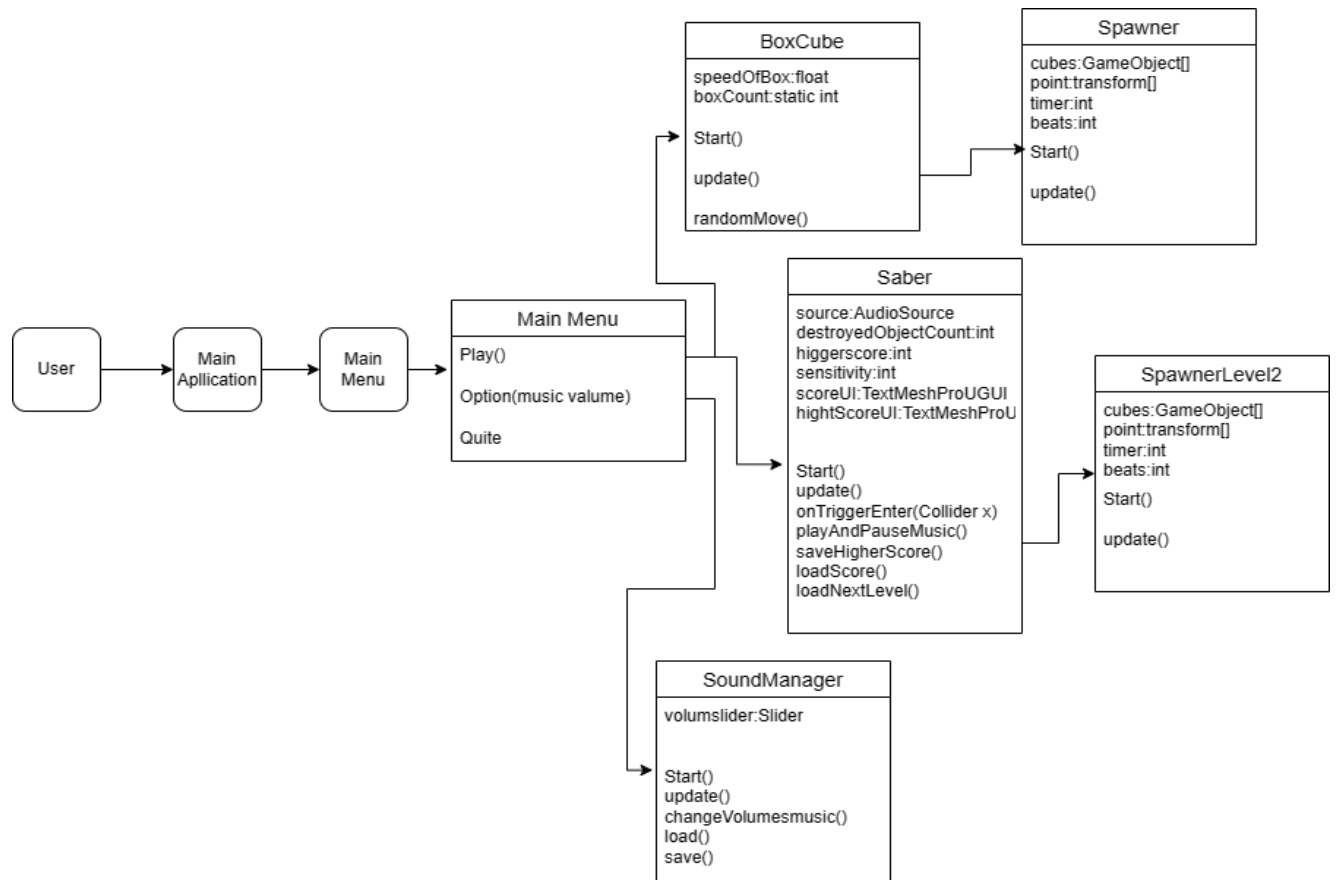 User
Main
Apllication
Main
Menu
Main Menu
Play()
Option(music valume)
Quite
BoxCube
speedOfBox:float
boxCount:static int
Start()
update()
randomMove()
Spawner
cubes:GameObject[]
point:transform[]
timer:int
beats:int
Start()
update()
Saber
source:AudioSource
destroyedObjectCount:int
higgerscore:int
sensitivity:int
scoreUI:TextMeshProUGUI
hightScoreUI:TextMeshProU
Start()
update()
onTriggerEnter(Collider x)
playAndPauseMusic()
saveHigherScore()
loadScore()
loadNextLevel()
SpawnerLevel2
cubes:GameObject[]
point:transform[]
timer:int
beats:int
Start()
update()
SoundManager
volumslider:Slider
Start()
update()
changeVolumesmusic()
load()
save()